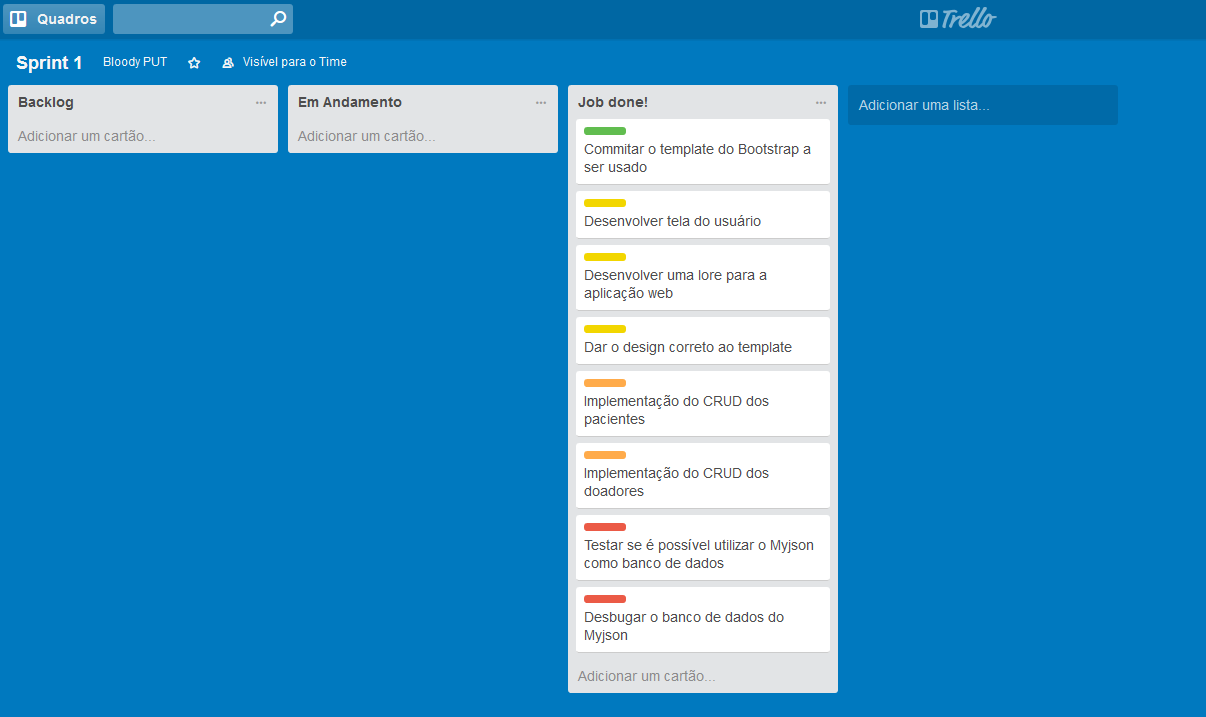 Quadros
Trello
Sprint 1
Bloody PUT
Visível para o Time
Backlog
Adicionar um cartão...
Em Andamento
Adicionar um cartão...
Job done!
Commitar o template do Bootstrap a
ser usado
Desenvolver tela do usuário
Desenvolver uma lore para a
aplicação web
Dar o design correto ao template
Implementação do CRUD dos
pacientes
Implementação do CRUD dos
doadores
Testar se é possível utilizar o Myjson
como banco de dados
Desbugar o banco de dados do
Myjson
Adicionar um cartão...
Adicionar uma lista...